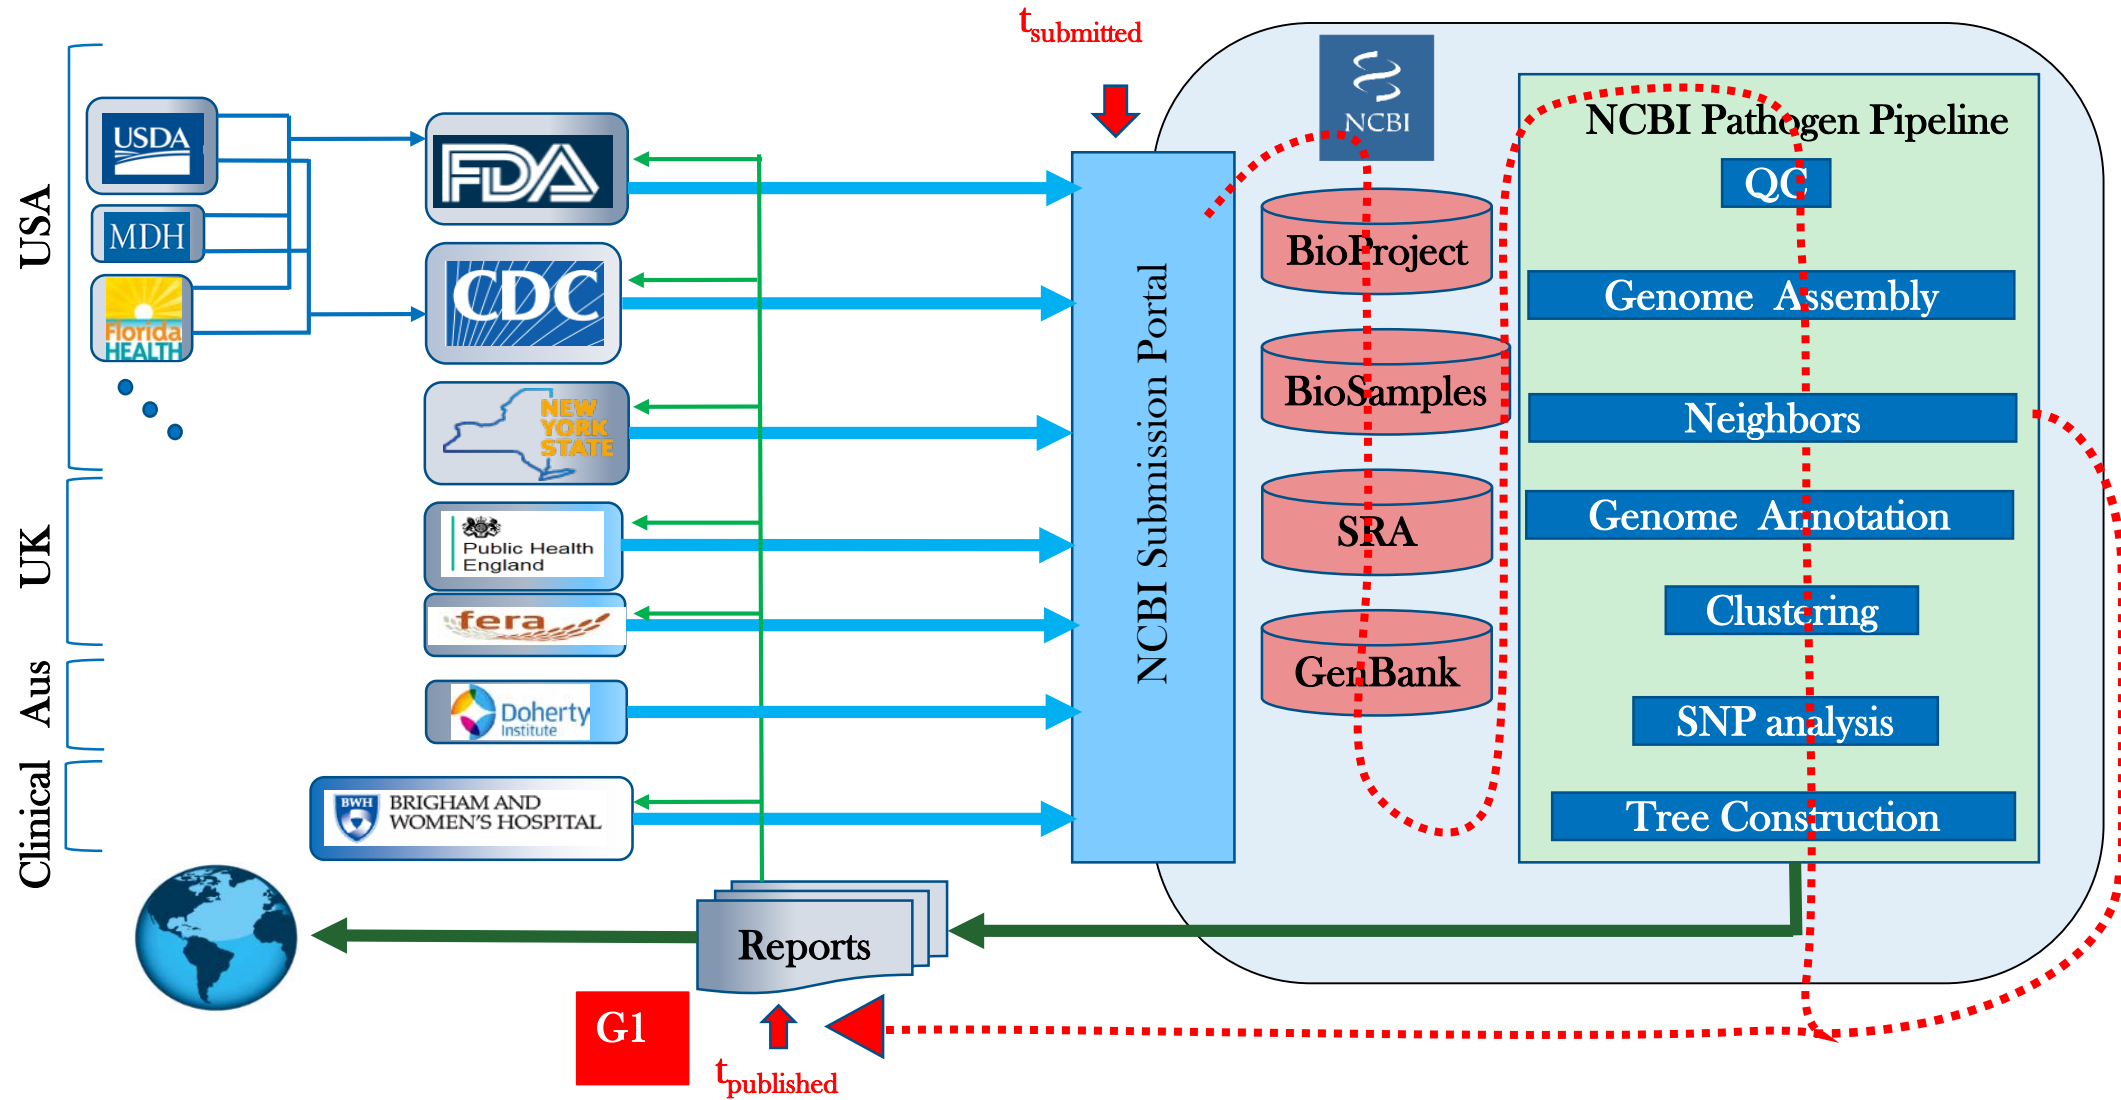 t submitted
USA
USDA
MDH
Florida
HEALTH
FDA
CDC
NEW
YORK
STATE
UK
Public Health
England
fera
Aus
Doherty
Institute
Clinical
BWH
BRIGHAM AND
WOMEN'S HOSPITAL
NCBI Submission Portal
NCBI
BioProject
BioSamples
SRA
GenBank
NCBI Pathogen Pipeline
QC
Genome Assembly
Neighbors
Genome Annotation
Clustering
SNP analysis
Tree Construction
Reports
G1
t published